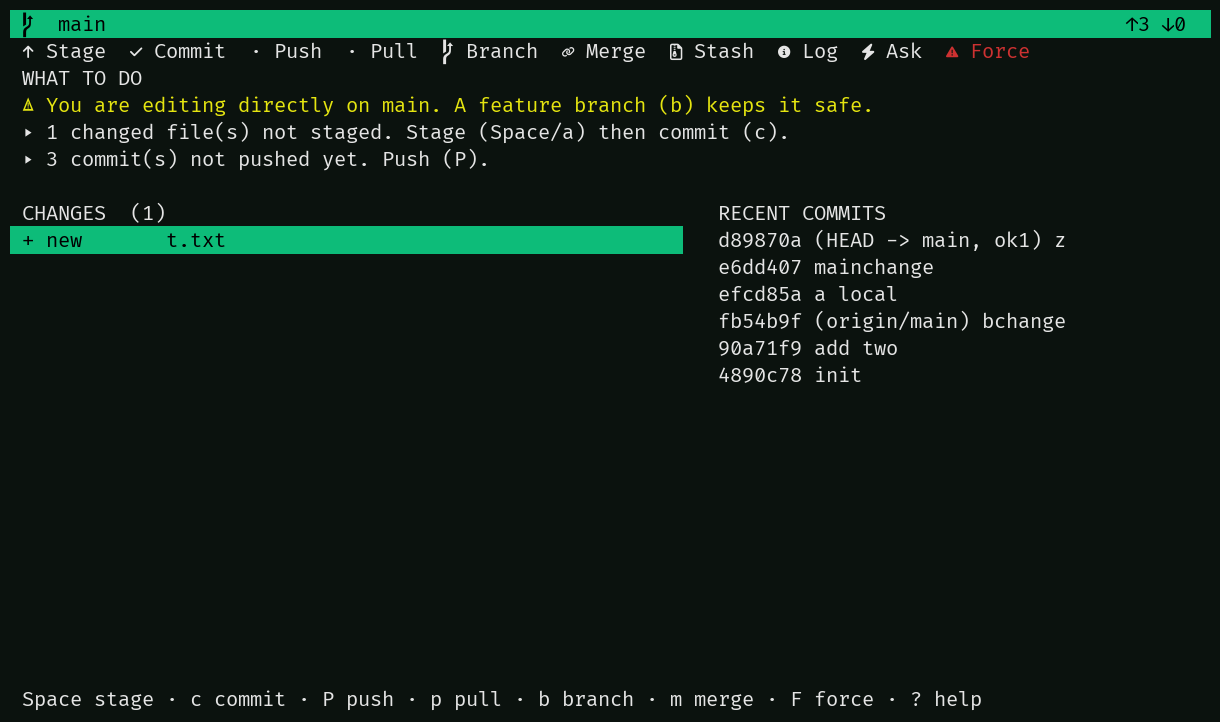 main ↑3 ↓0
↑ Stage ✓ Commit · Push · Pull Branch Merge Stash Log Ask Force
WHAT TO DO
⚠ You are editing directly on main. A feature branch (b) keeps it safe.
▸ 1 changed file(s) not staged. Stage (Space/a) then commit (c).
▸ 3 commit(s) not pushed yet. Push (P).
CHANGES (1)
+ new t.txt
RECENT COMMITS
d89870a (HEAD -> main, ok1) z
e6dd407 mainchange
efcd85a a local
fb54b9f (origin/main) bchange
90a71f9 add two
4890c78 init
Space stage · c commit · P push · p pull · b branch · m merge · F force · ? help